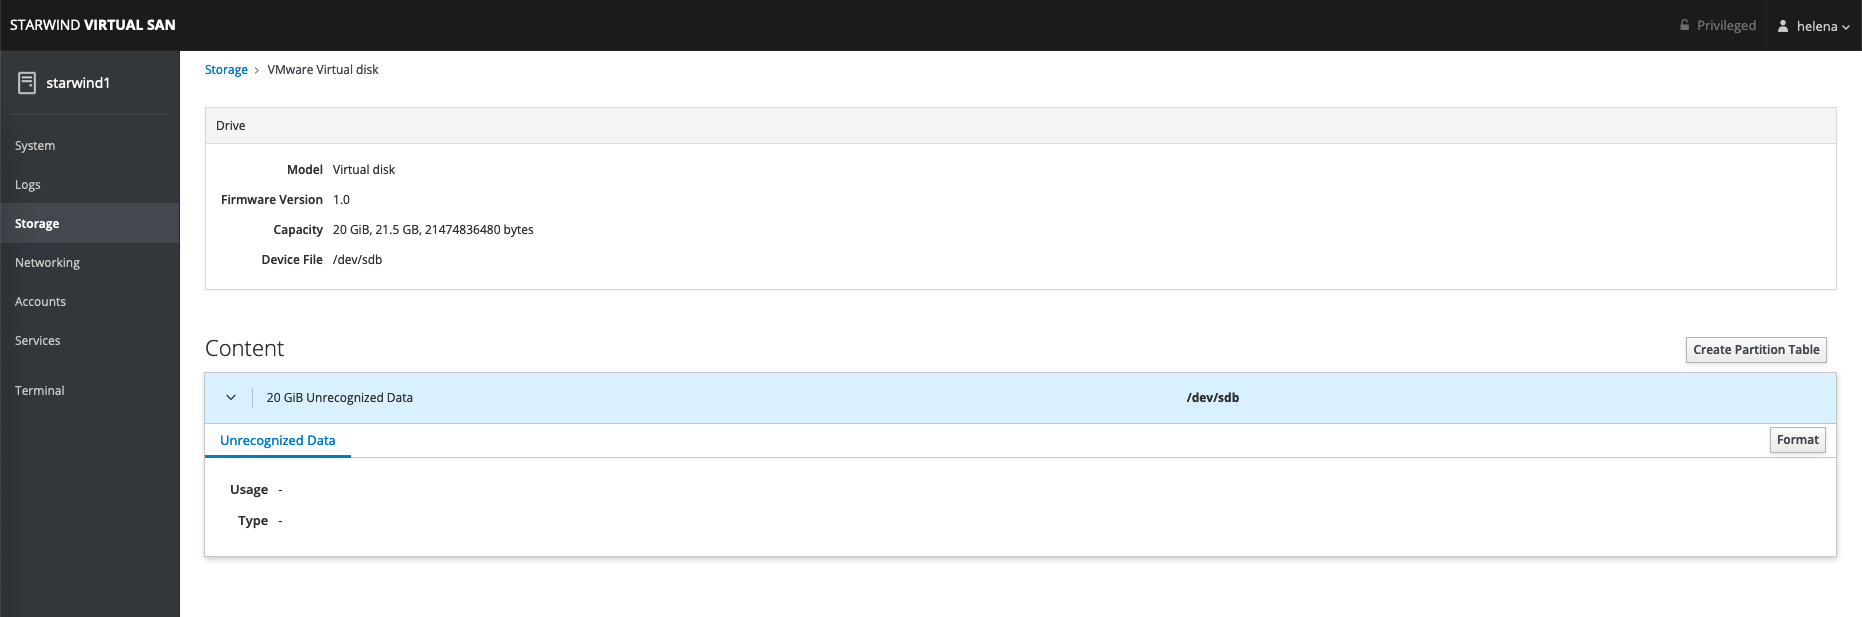 STARWIND VIRTUAL SAN
Privileged
helena
starwind1
System
Logs
Storage
Networking
Accounts
Services
Terminal
Storage > VMware Virtual disk
Drive
Model Virtual disk
Firmware Version 1.0
Capacity 20 GiB, 21.5 GB, 21474836480 bytes
Device File /dev/sdb
Content
Create Partition Table
20 GiB Unrecognized Data /dev/sdb
Unrecognized Data
Format
Usage -
Type -